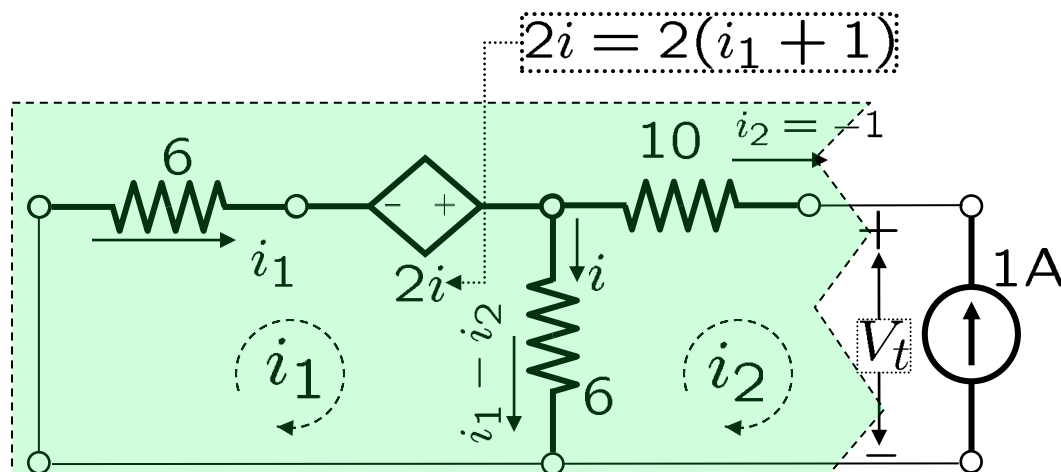 2i = 2(i₁ + 1)
6
10
i₂ = −1
−
+
i₁
2i
i
+
1A
i₁ − i₂
Vₜ
i₁
i₂
6
−